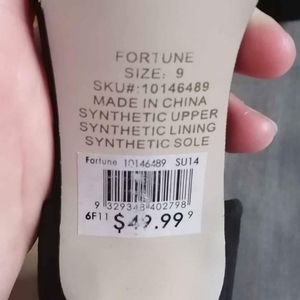 FORTUNE
SIZE: 9
SKU#:10146489
MADE IN CHINA
SYNTHETIC UPPER
SYNTHETIC LINING
SYNTHETIC SOLE
Fortune 10146489 SU14
9 329348 402798
6F11 $49.99 9